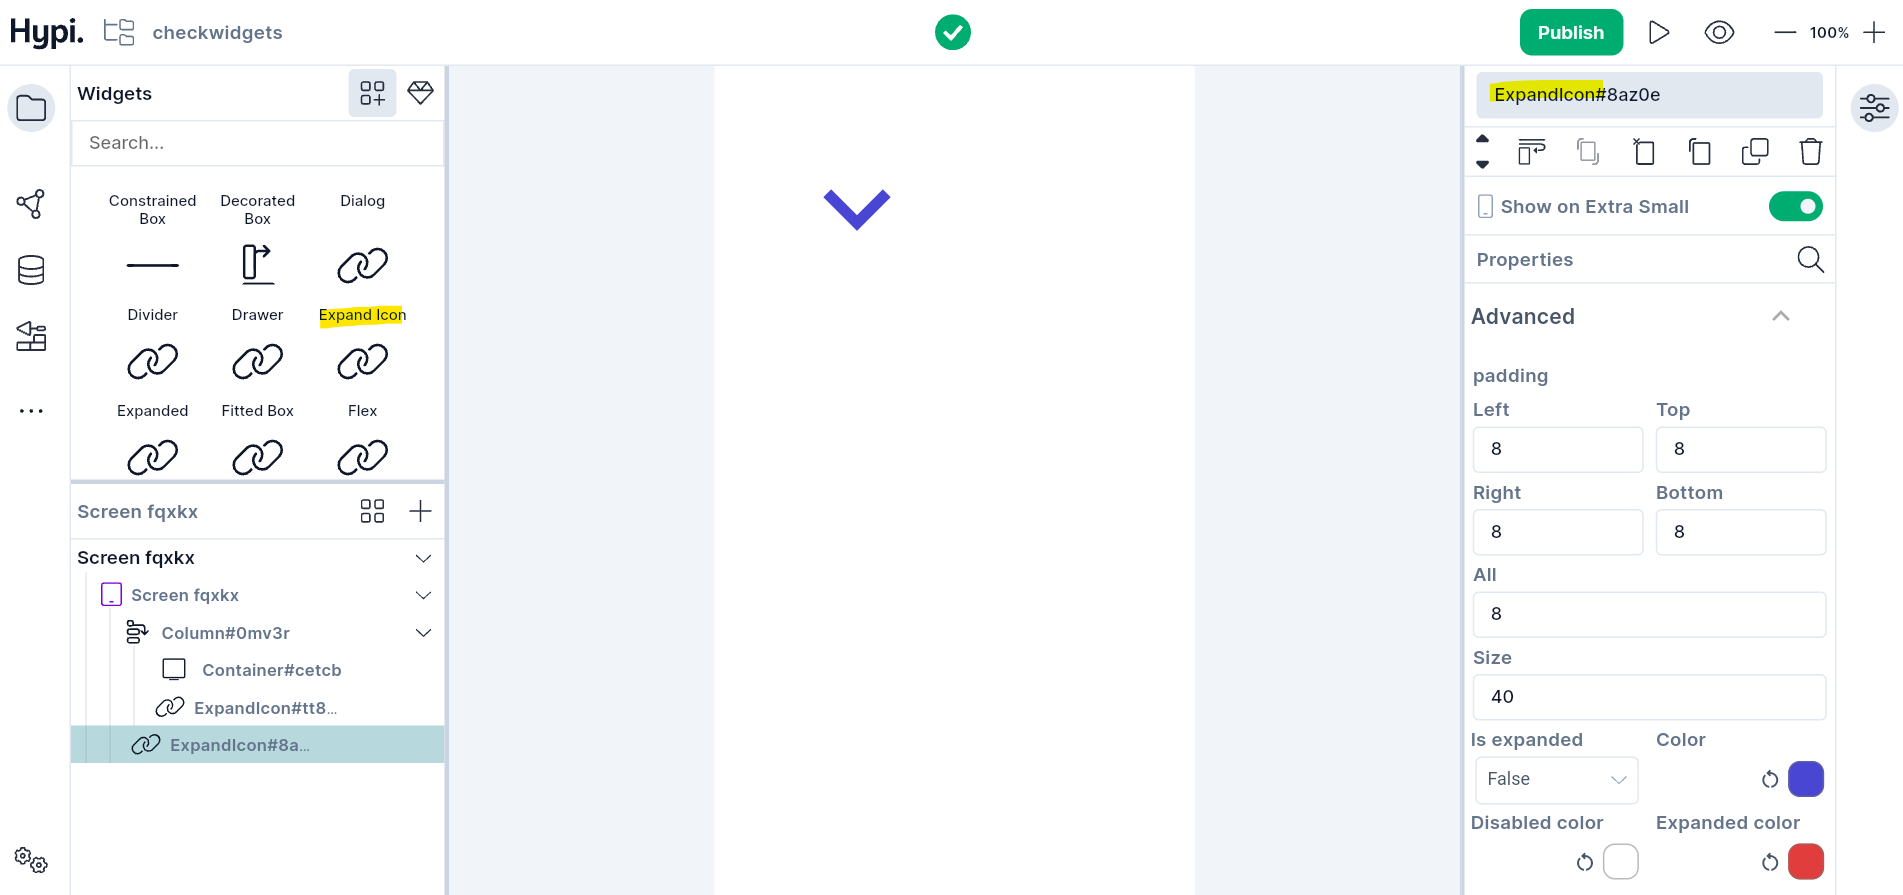 Hypi.
checkwidgets
Publish
100%
Widgets
Search...
Constrained Box
Decorated Box
Dialog
Divider
Drawer
Expand Icon
Expanded
Fitted Box
Flex
Screen fqxkx
Screen fqxkx
Screen fqxkx
Column#0mv3r
Container#cetcb
ExpandIcon#tt8...
ExpandIcon#8a...
ExpandIcon#8az0e
Show on Extra Small
Properties
Advanced
padding
Left
Top
8
8
Right
Bottom
8
8
All
8
Size
40
Is expanded
Color
False
Disabled color
Expanded color